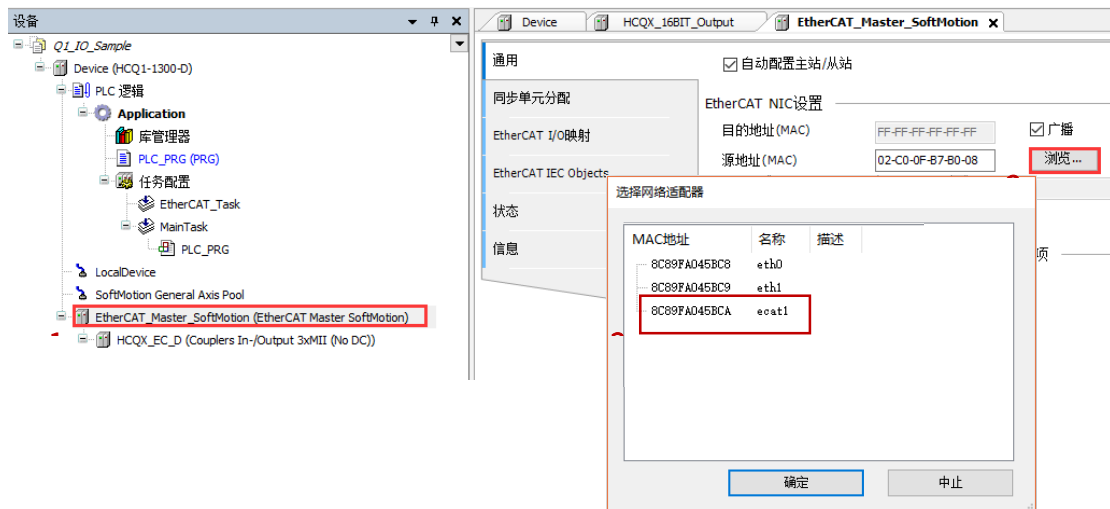 设备
Q1_IO_Sample
Device (HCQ1-1300-D)
PLC 逻辑
Application
库管理器
PLC_PRG (PRG)
任务配置
EtherCAT_Task
MainTask
PLC_PRG
LocalDevice
SoftMotion General Axis Pool
EtherCAT_Master_SoftMotion (EtherCAT Master SoftMotion)
HCQX_EC_D (Couplers In-/Output 3xMII (No DC))
Device HCQX_16BIT_Output EtherCAT_Master_SoftMotion
通用
同步单元分配
EtherCAT I/O映射
EtherCAT IEC Objects
状态
信息
自动配置主站/从站
EtherCAT NIC设置
目的地址(MAC) FF-FF-FF-FF-FF-FF 广播
源地址(MAC) 02-C0-0F-B7-B0-08 浏览...
项
选择网络适配器
MAC地址 名称 描述
8C89FA045BC8 eth0
8C89FA045BC9 eth1
8C89FA045BCA ecat1
确定 中止